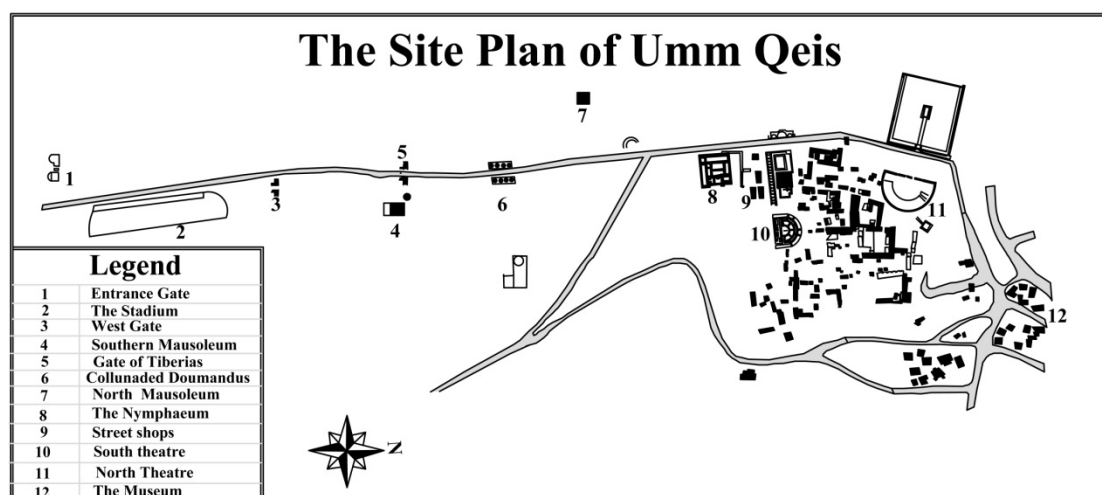 The Site Plan of Umm Qeis
7
5
1
3
4
6
2
8
9
10
11
12
Legend
1 Entrance Gate
2 The Stadium
3 West Gate
4 Southern Mausoleum
5 Gate of Tiberias
6 Collunaded Doumandus
7 North Mausoleum
8 The Nymphaeum
9 Street shops
10 South theatre
11 North Theatre
12 The Museum
N